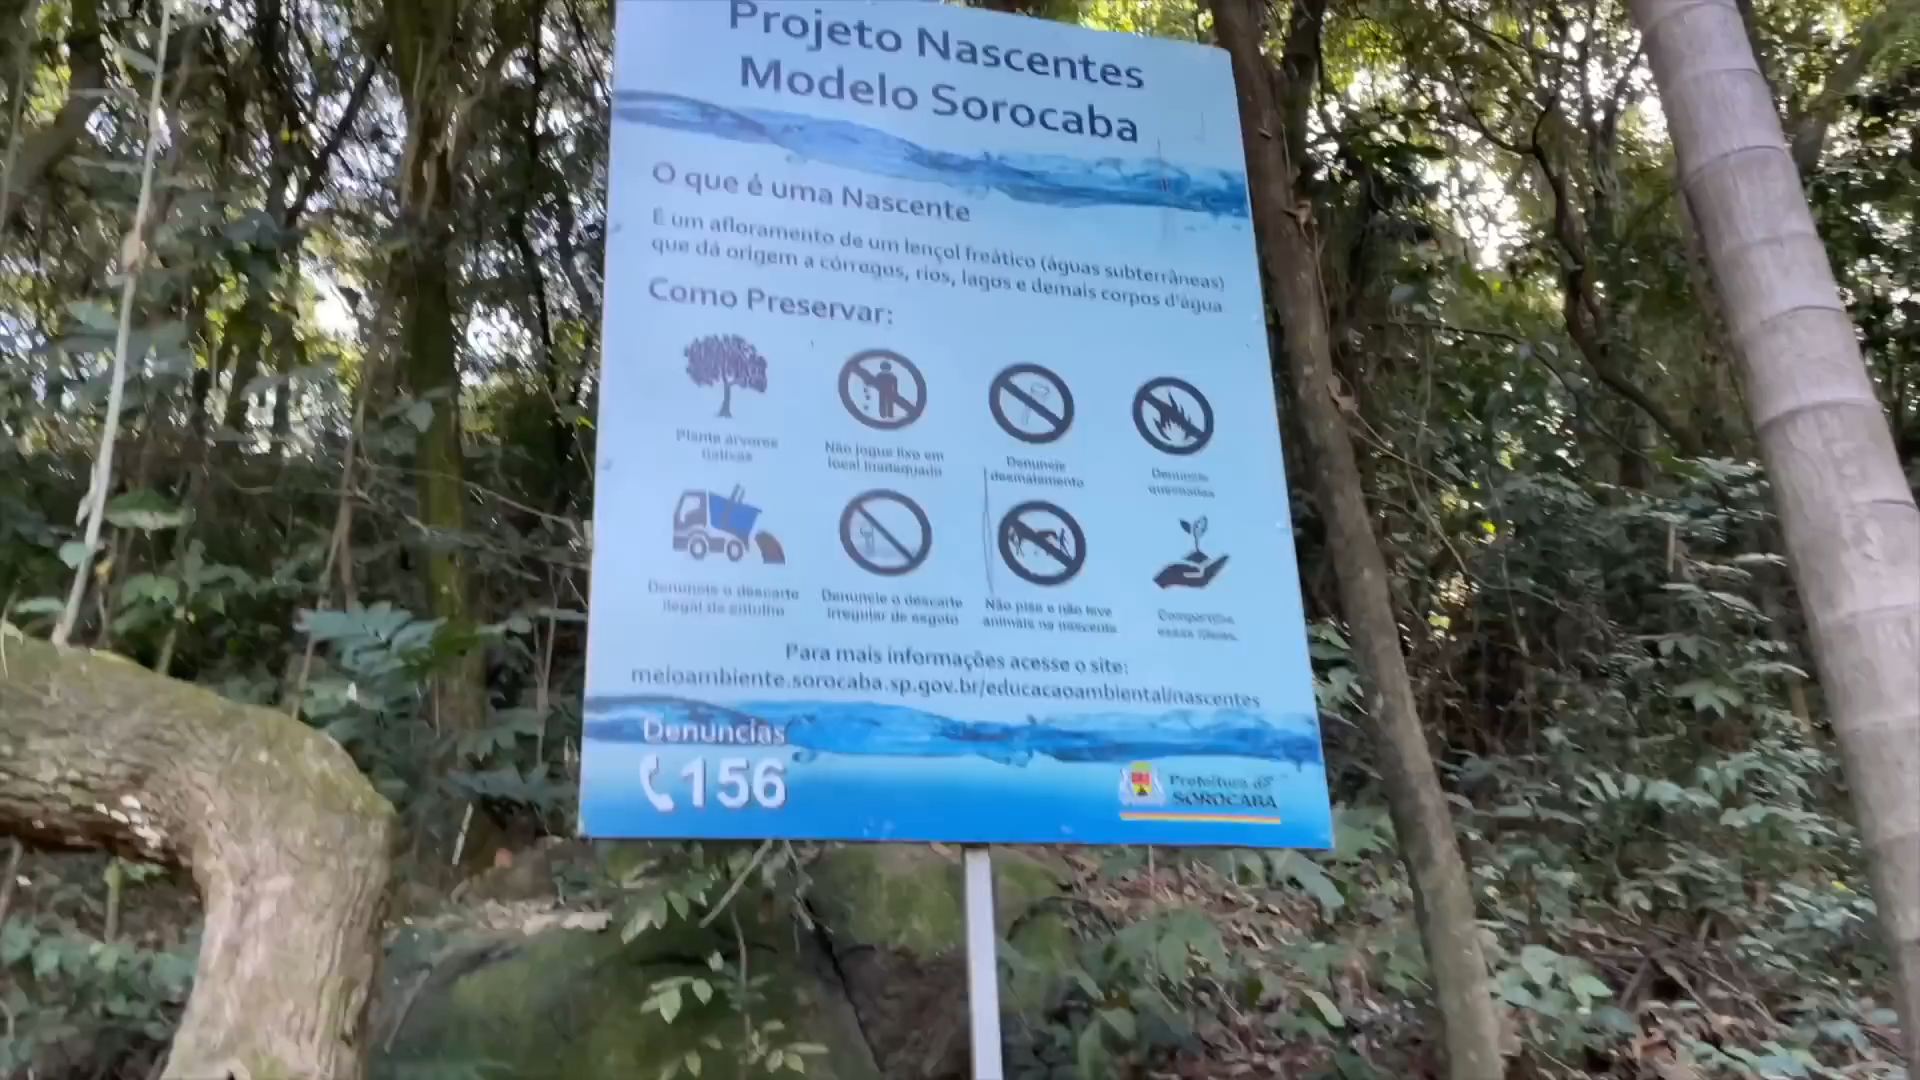 Projeto Nascentes
Modelo Sorocaba
O que é uma Nascente
É um afloramento de um lençol freático (águas subterrâneas)
que dá origem a córregos, rios, lagos e demais corpos d'água
Como Preservar:
Plante árvores
nativas
Não jogue lixo em
local inadequado
Denuncie
desmatamento
Denuncie
queimadas
Denuncie o descarte
ilegal de entulho
Denuncie o descarte
irregular de esgoto
Não pise e não leve
animais na nascente
Compartilhe
essas ideias
Para mais informações acesse o site:
meioambiente.sorocaba.sp.gov.br/educacaoambiental/nascentes
Denúncias
156
Prefeitura de
SOROCABA